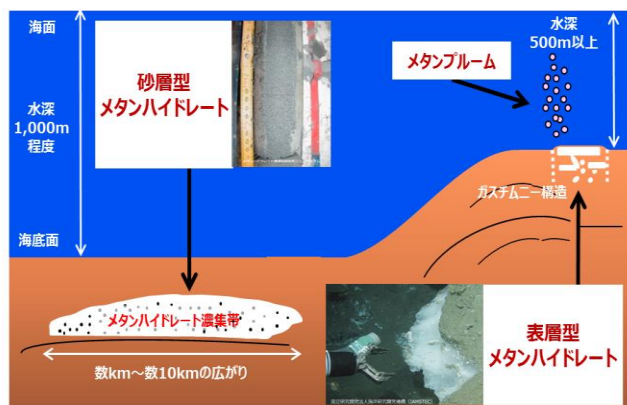 海面
水深
1,000m
程度
海底面
砂層型
メタンハイドレート
メタンプルーム
水深
500m以上
ガスチムニー構造
メタンハイドレート濃集帯
数km～数10kmの広がり
表層型
メタンハイドレート